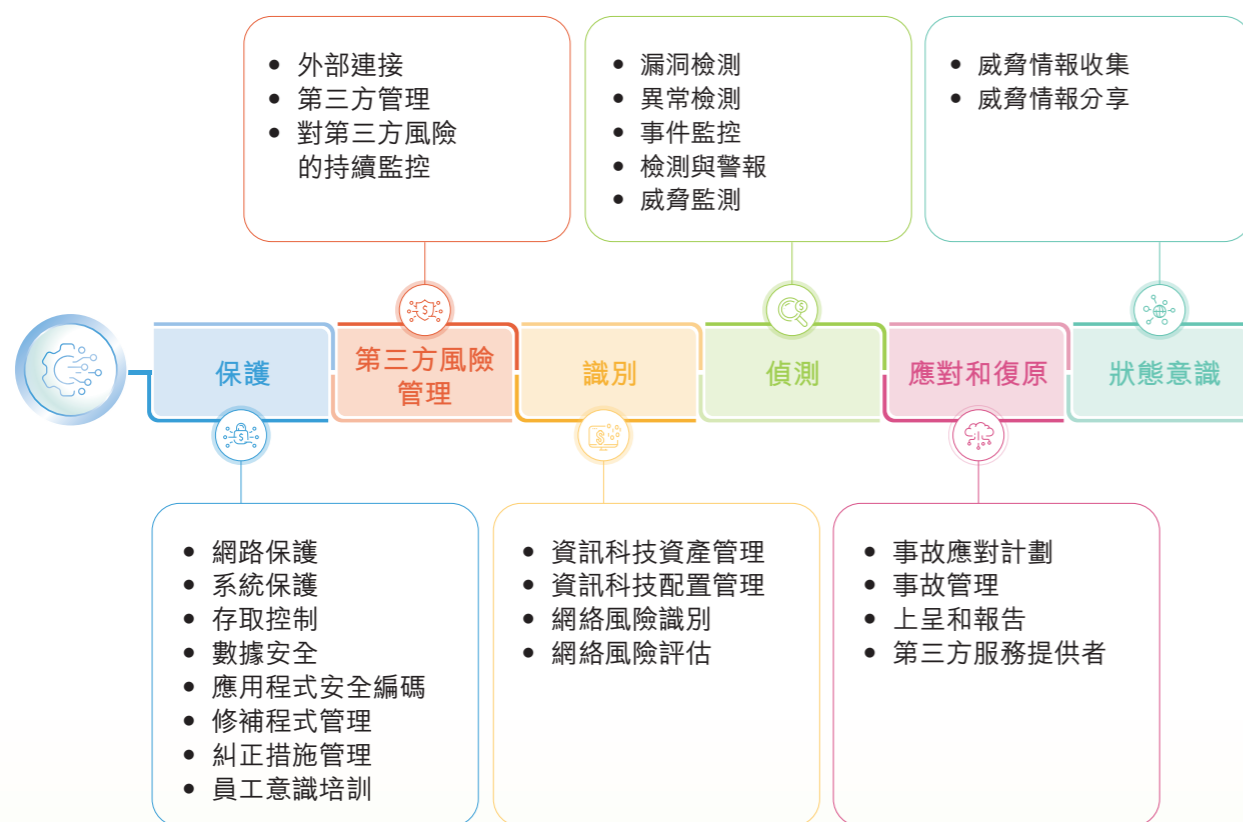 • 外部連接
• 第三方管理
• 對第三方風險
的持續監控
• 漏洞檢測
• 異常檢測
• 事件監控
• 檢測與警報
• 威脅監測
• 威脅情報收集
• 威脅情報分享
保護
第三方風險
管理
識別
偵測
應對和復原
狀態意識
• 網路保護
• 系統保護
• 存取控制
• 數據安全
• 應用程式安全編碼
• 修補程式管理
• 糾正措施管理
• 員工意識培訓
• 資訊科技資產管理
• 資訊科技配置管理
• 網絡風險識別
• 網絡風險評估
• 事故應對計劃
• 事故管理
• 上呈和報告
• 第三方服務提供者